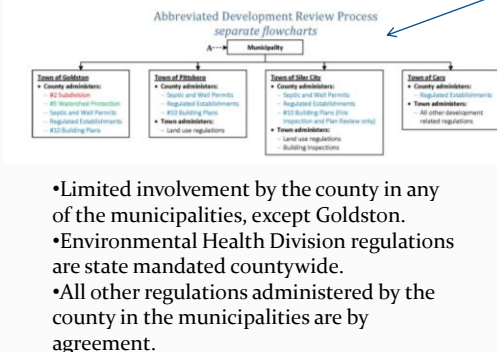 Abbreviated Development Review Process
separate flowcharts
A
Municipality
Town of Goldston
• County administers:
– #2 Subdivision
– #5 Watershed Protection
– Septic and Well Permits
– Regulated Establishments
– #10 Building Plans
Town of Pittsboro
• County administers:
– Septic and Well Permits
– Regulated Establishments
– #10 Building Plans
• Town administers:
– Land use regulations
Town of Siler City
• County administers:
– Septic and Well Permits
– Regulated Establishments
– #10 Building Plans (Fire
Inspection and Plan Review only)
• Town administers:
– Land use regulations
– Building Inspections
Town of Cary
• County administers:
– Regulated Establishments
• Town administers:
– All other development
related regulations
•Limited involvement by the county in any
of the municipalities, except Goldston.
•Environmental Health Division regulations
are state mandated countywide.
•All other regulations administered by the
county in the municipalities are by
agreement.